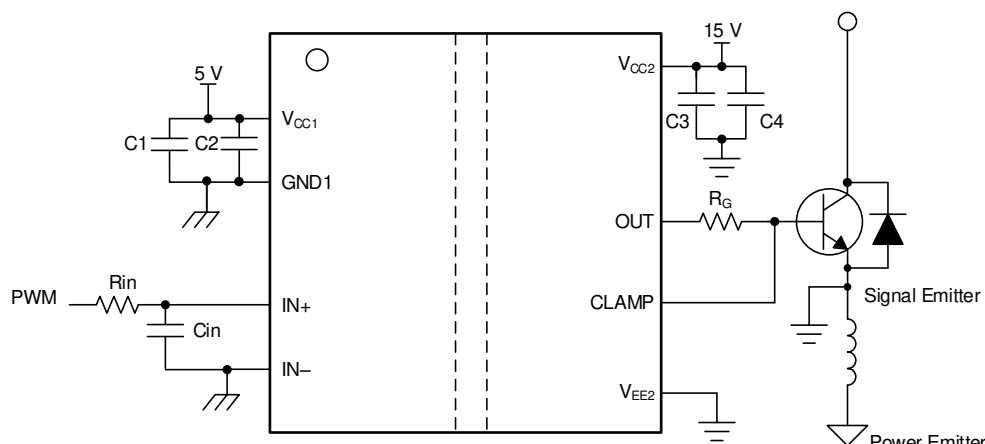 15 V
5 V
VCC2
VCC1
C1
C2
C3
C4
GND1
RG
OUT
PWM
Rin
IN+
CLAMP
Signal Emitter
Cin
IN–
VEE2
Power Emitter